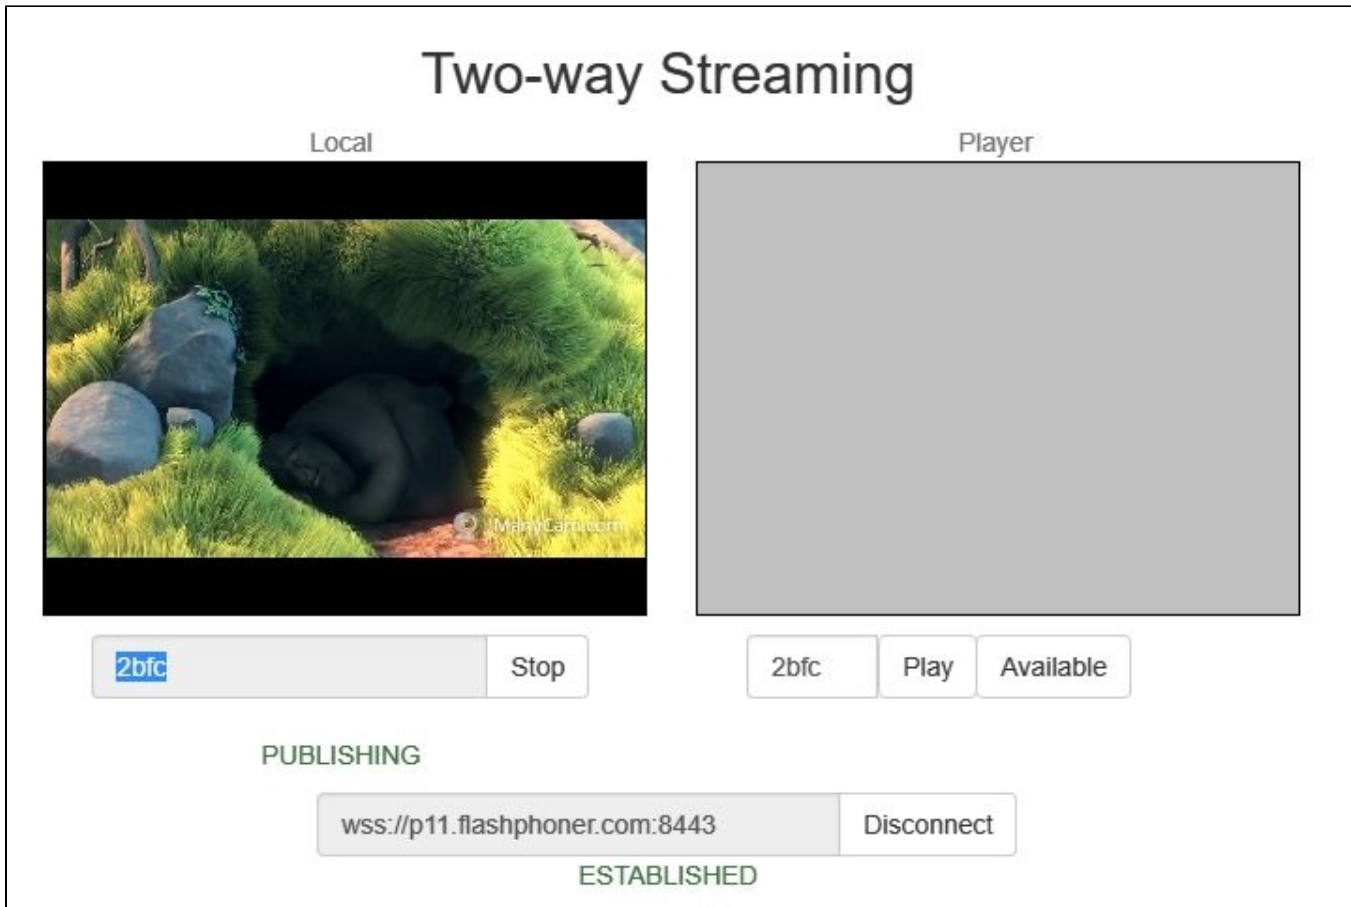 Two-way Streaming
Local
Player
ManyCam.com
2bfc
Stop
2bfc
Play
Available
PUBLISHING
wss://p11.flashphoner.com:8443
Disconnect
ESTABLISHED